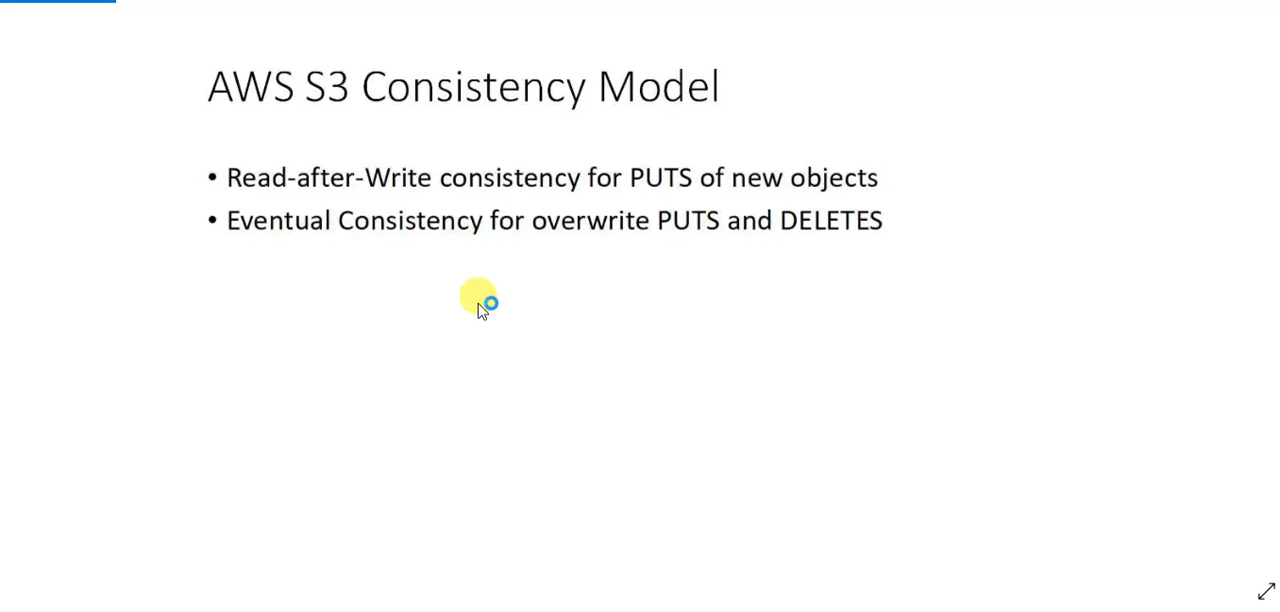 AWS S3 Consistency Model
• Read-after-Write consistency for PUTS of new objects
• Eventual Consistency for overwrite PUTS and DELETES